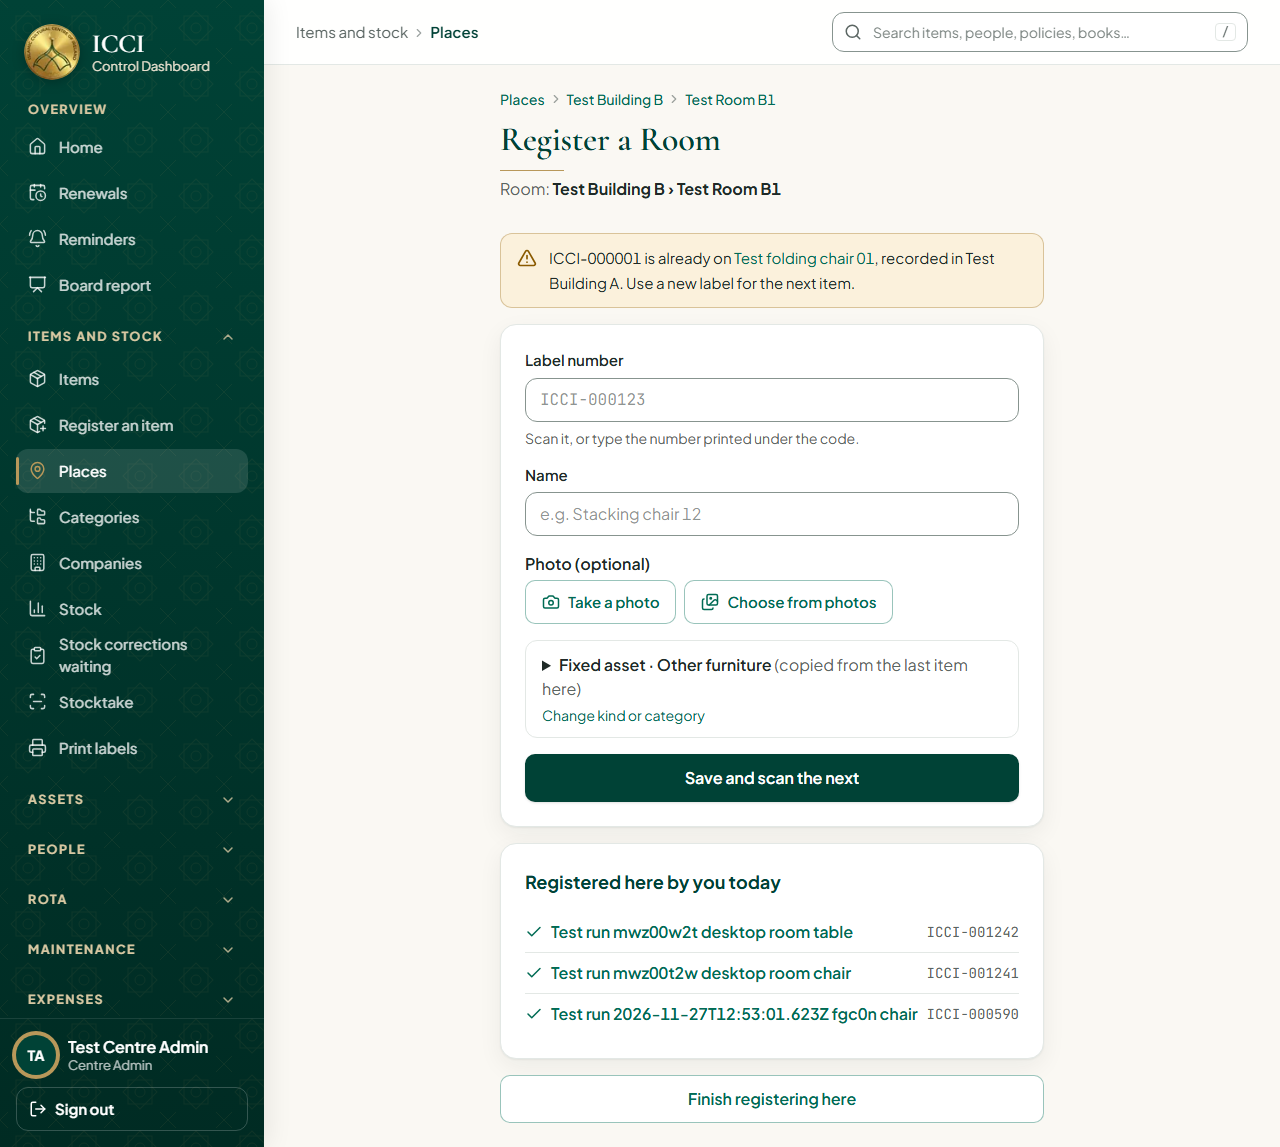 ICCI
Control Dashboard
OVERVIEW
Home
Renewals
Reminders
Board report
ITEMS AND STOCK
Items
Register an item
Places
Categories
Companies
Stock
Stock corrections
waiting
Stocktake
Print labels
ASSETS
PEOPLE
ROTA
MAINTENANCE
EXPENSES
TA
Test Centre Admin
Centre Admin
Sign out
Items and stock › Places
Search items, people, policies, books… /
Places › Test Building B › Test Room B1
Register a Room
Room: Test Building B › Test Room B1
ICCI-000001 is already on Test folding chair 01, recorded in Test
Building A. Use a new label for the next item.
Label number
ICCI-000123
Scan it, or type the number printed under the code.
Name
e.g. Stacking chair 12
Photo (optional)
Take a photo
Choose from photos
Fixed asset · Other furniture (copied from the last item
here)
Change kind or category
Save and scan the next
Registered here by you today
Test run mwz00w2t desktop room table ICCI-001242
Test run mwz00t2w desktop room chair ICCI-001241
Test run 2026-11-27T12:53:01.623Z fgc0n chair ICCI-000590
Finish registering here